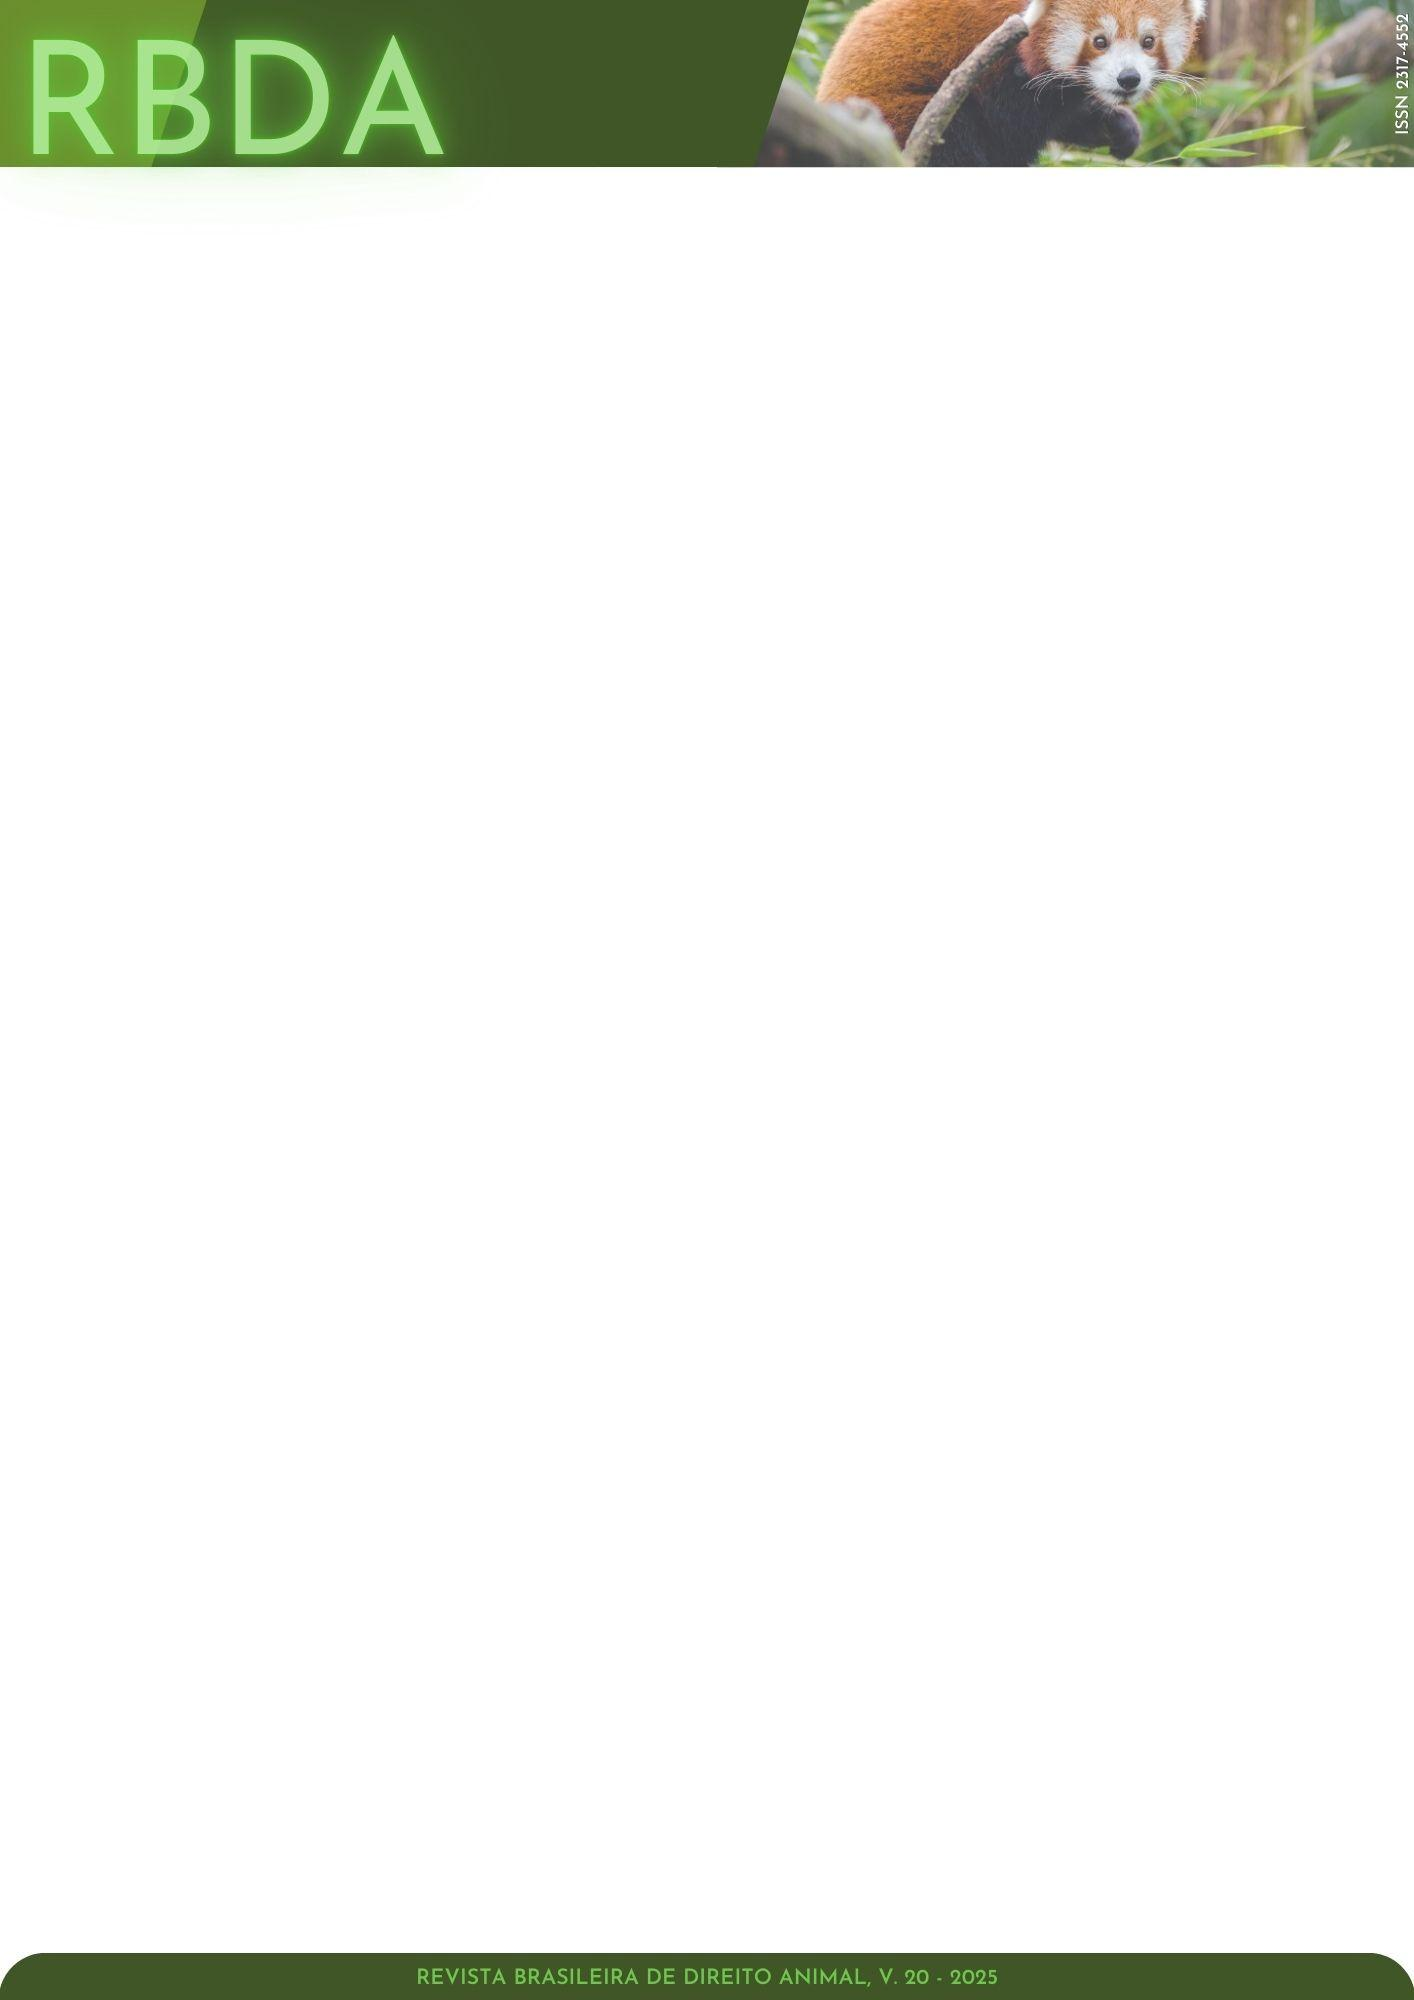 RBDA
ISSN 2317-4552
REVISTA BRASILEIRA DE DIREITO ANIMAL, V. 20 - 2025